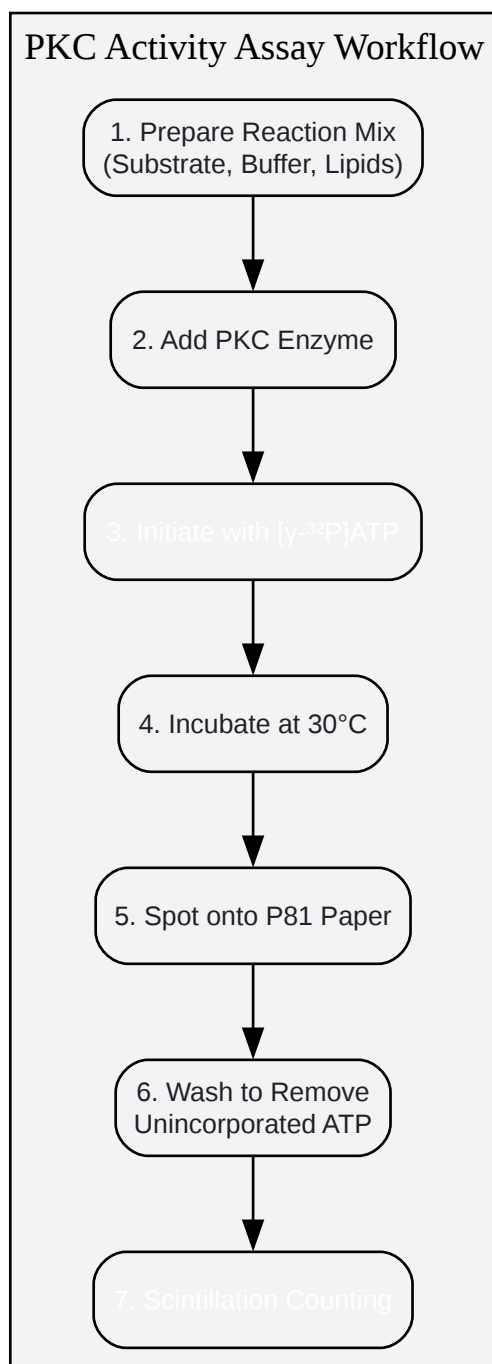 PKC Activity Assay Workflow
1. Prepare Reaction Mix
(Substrate, Buffer, Lipids)
2. Add PKC Enzyme
3. Initiate with [γ-³²P]ATP
4. Incubate at 30°C
5. Spot onto P81 Paper
6. Wash to Remove
Unincorporated ATP
7. Scintillation Counting